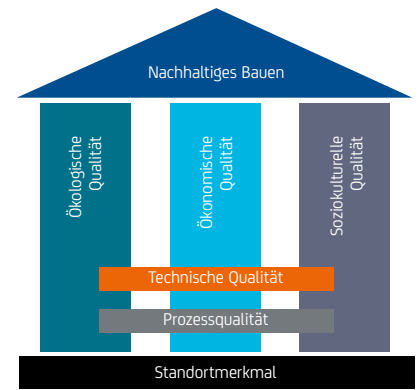 Nachhaltiges Bauen
Ökologische
Qualität
Ökonomische
Qualität
Soziokulturelle
Qualität
Technische Qualität
Prozessqualität
Standortmerkmal